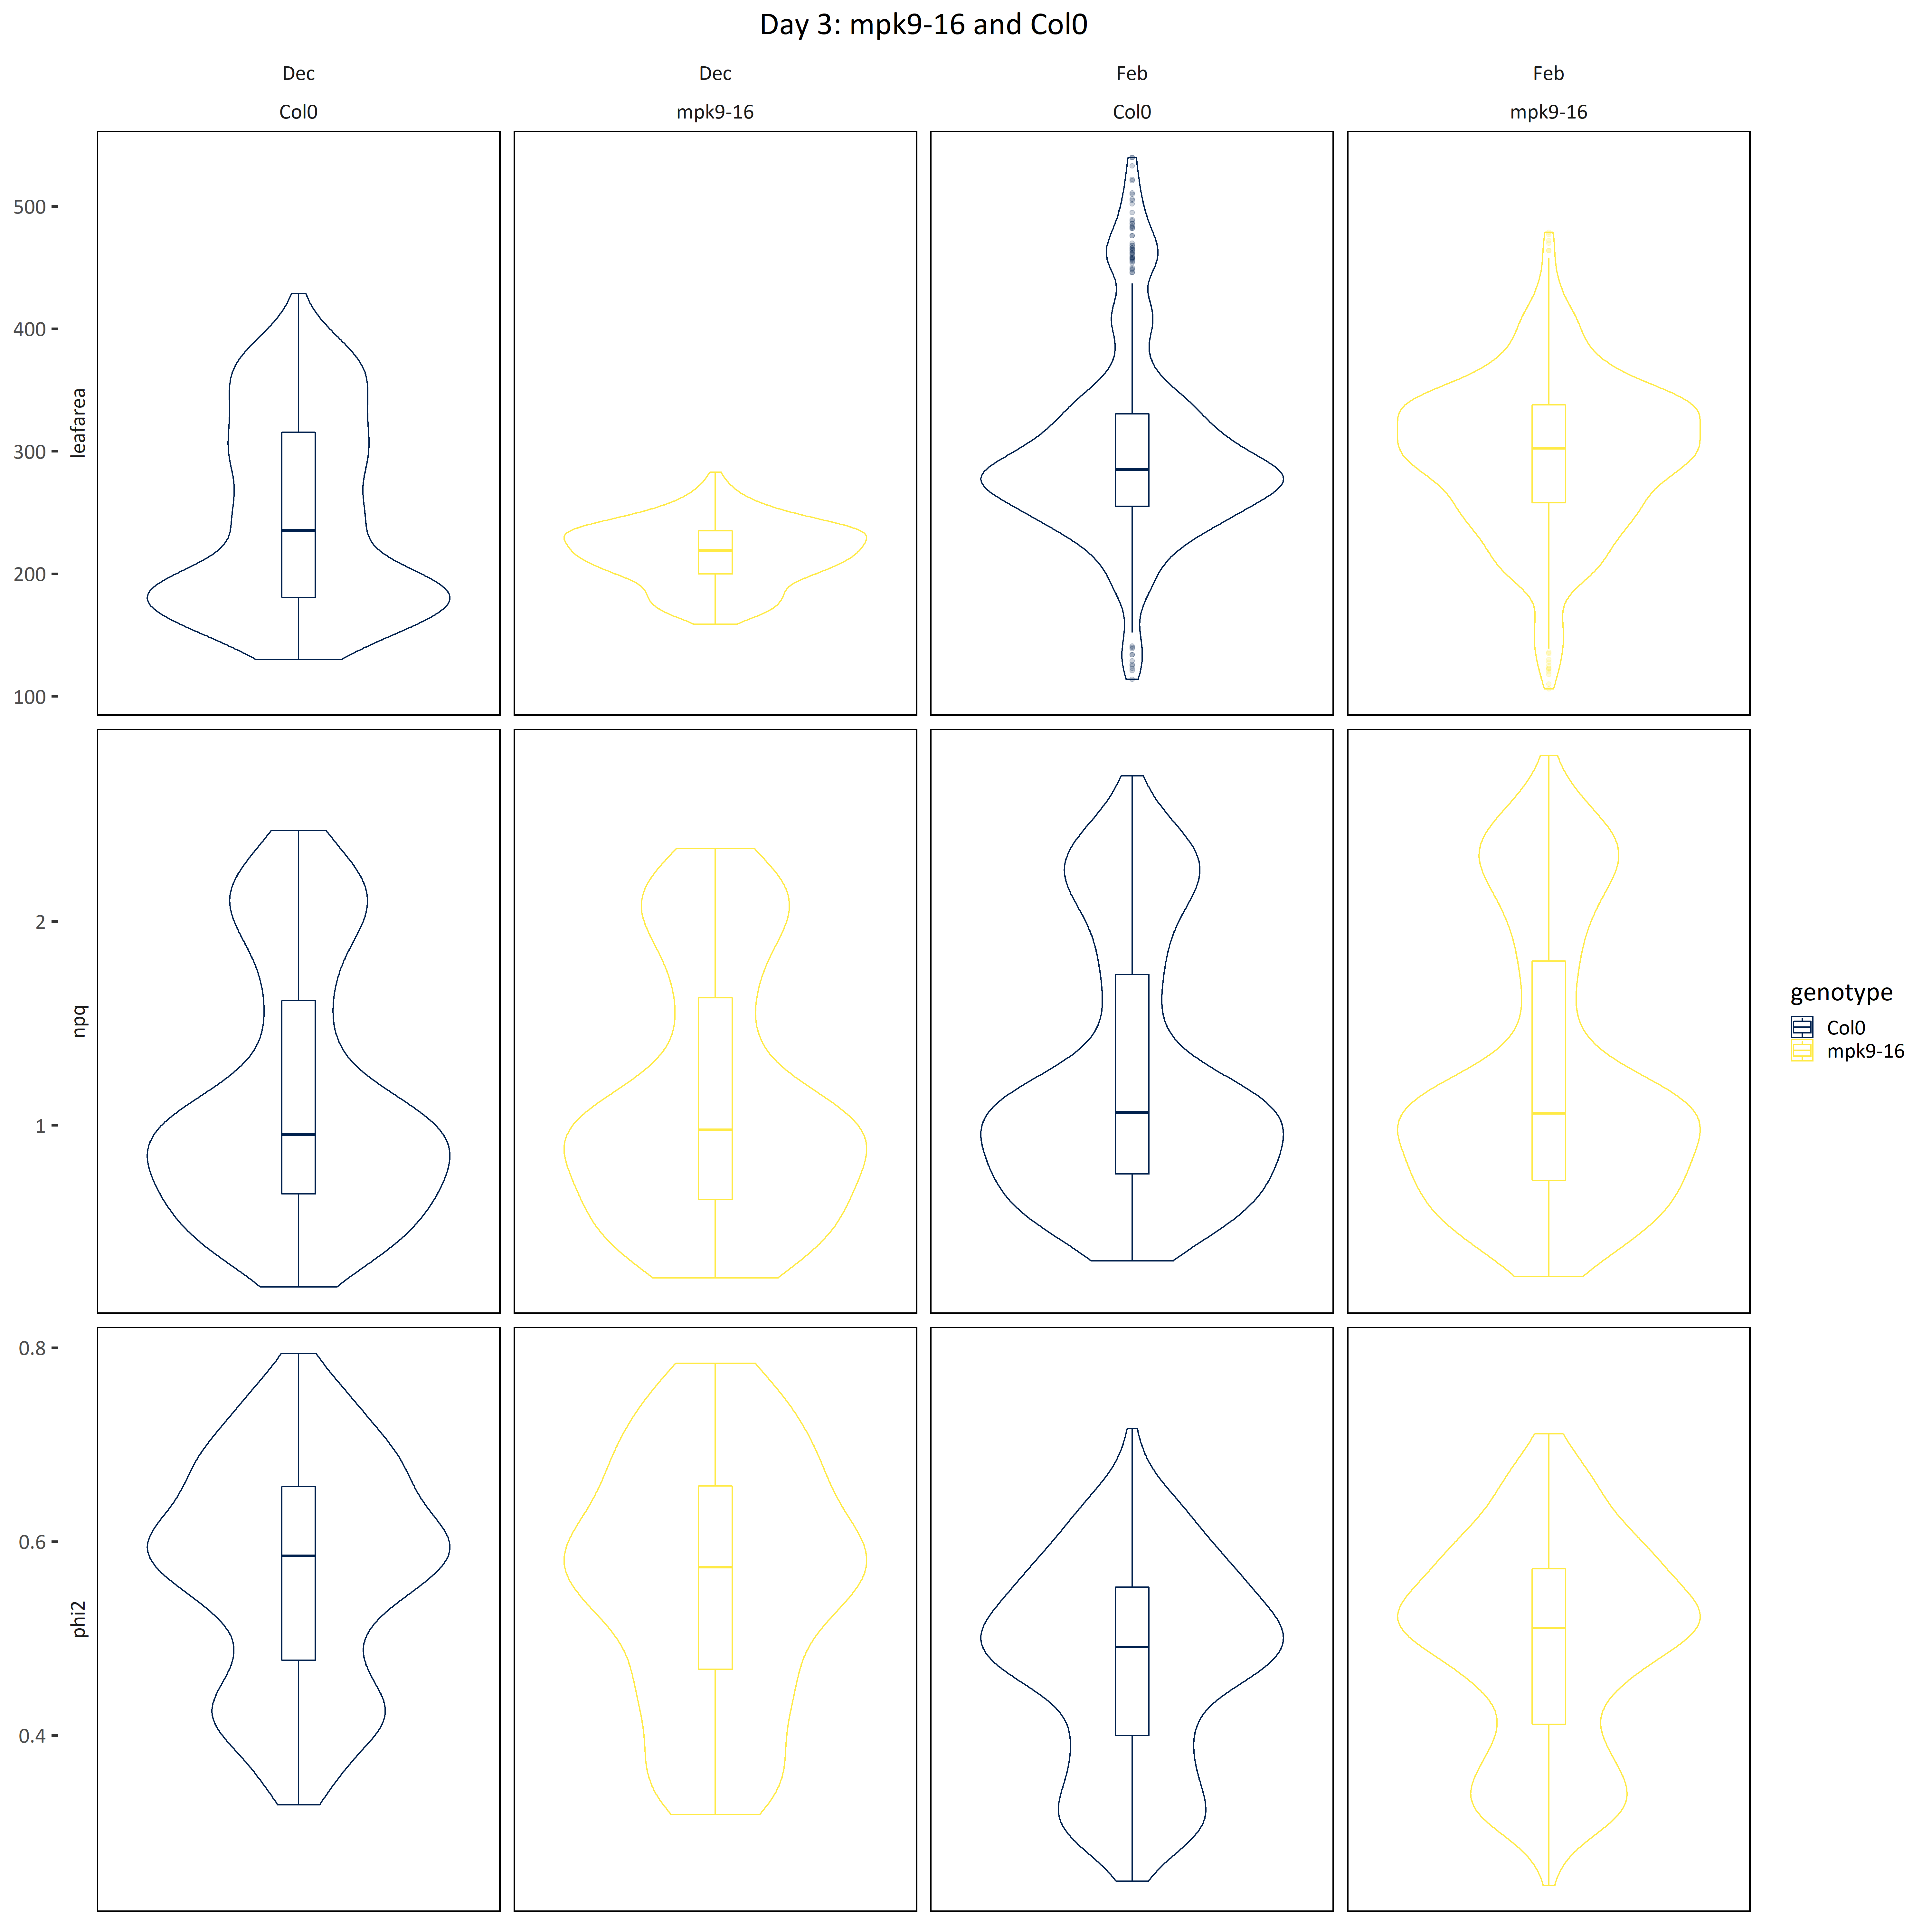 Day 3: mpk9-16 and Col0
Dec Dec Feb Feb
Col0 mpk9-16 Col0 mpk9-16
500
400
300
200
100
leafarea
2
1
npq
genotype
Col0
mpk9-16
0.8
0.6
0.4
phi2